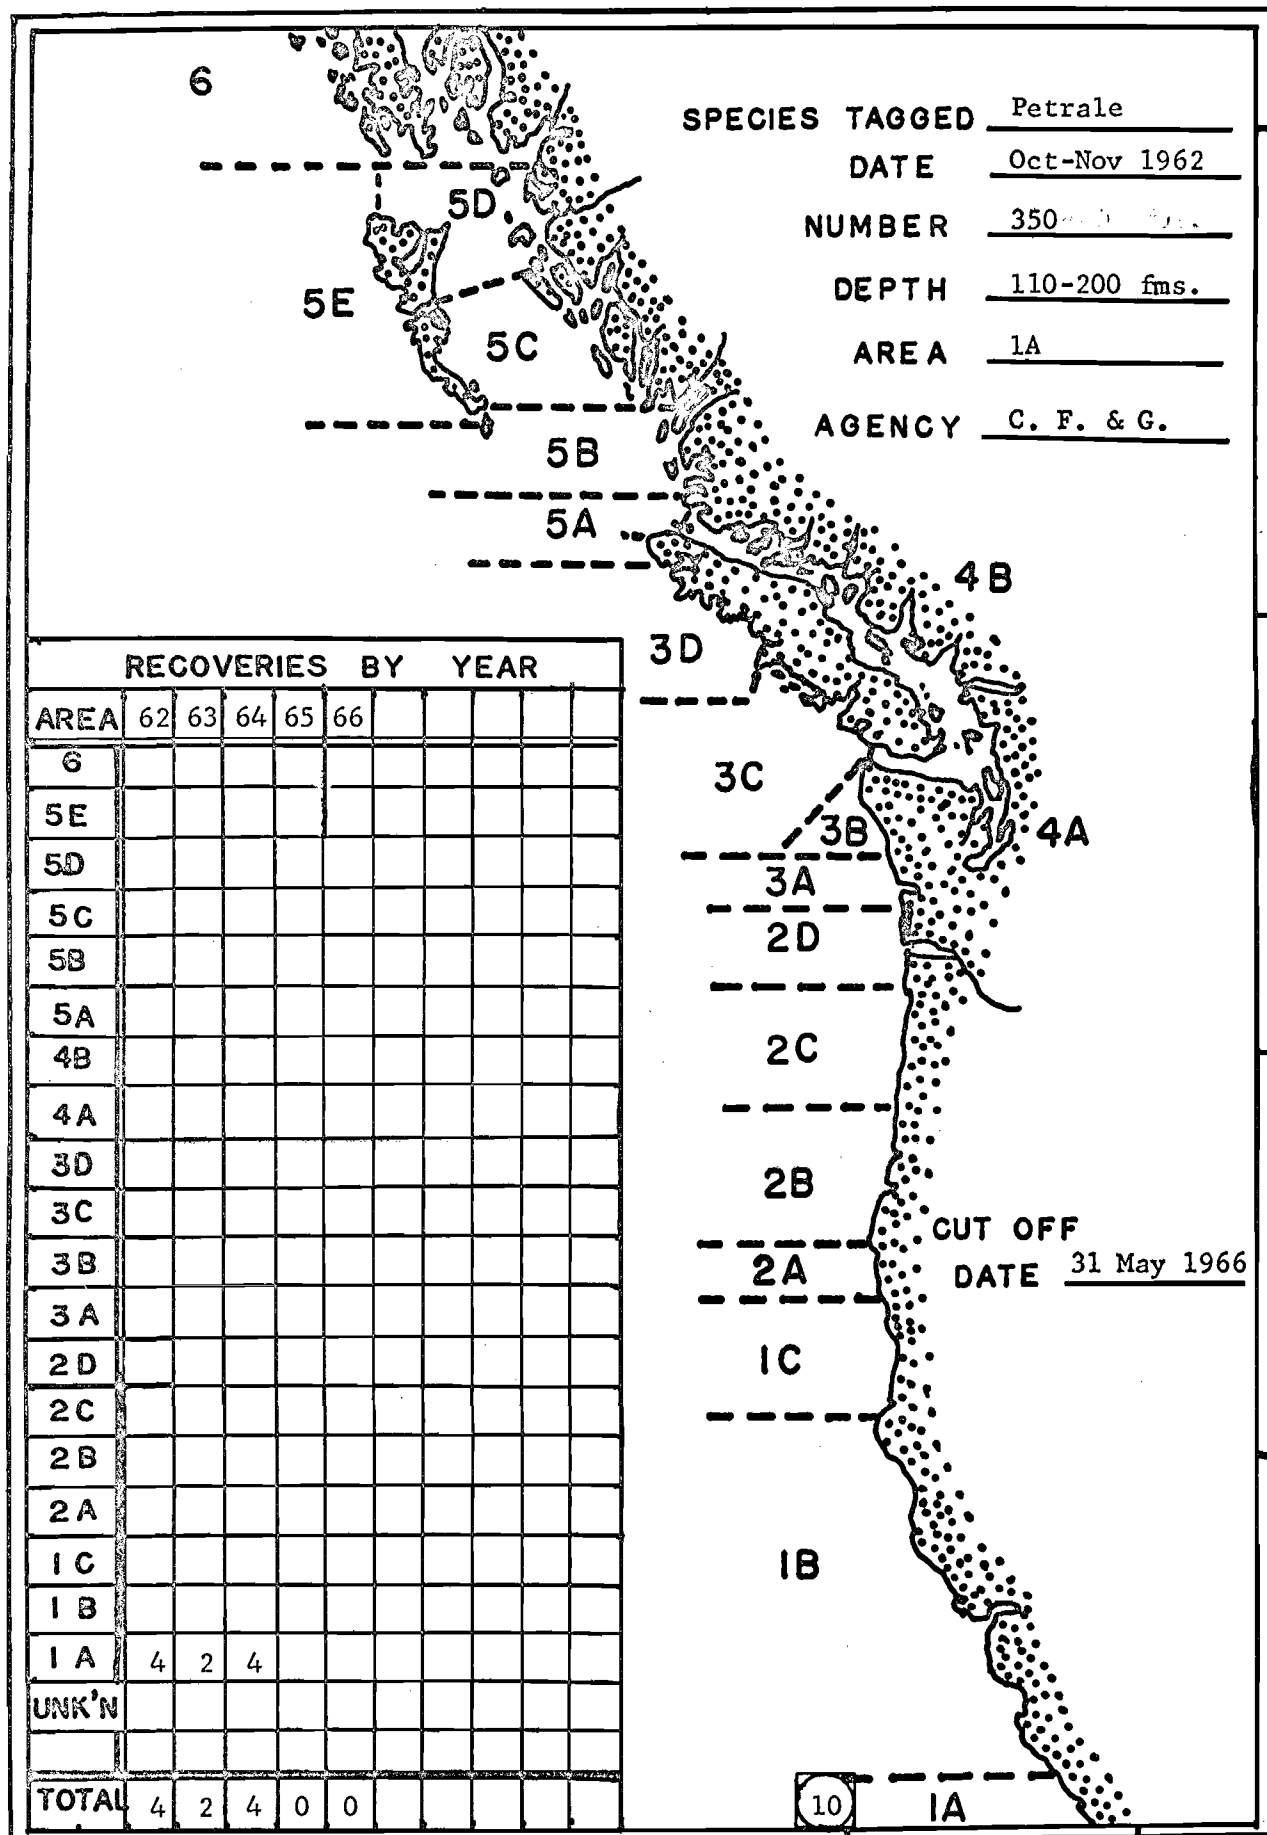 SPECIES TAGGED Petrale
DATE Oct-Nov 1962
NUMBER 350
DEPTH 110-200 fms.
AREA 1A
AGENCY C. F. & G.
6
5D
5E
5C
5B
5A
4B
3D
3C
3B
4A
3A
2D
2C
2B
CUT OFF
DATE 31 May 1966
2A
1C
1B
10
1A
RECOVERIES BY YEAR
AREA 62 63 64 65 66
6
5E
5D
5C
5B
5A
4B
4A
3D
3C
3B
3A
2D
2C
2B
2A
1C
1B
1A 4 2 4
UNK'N
TOTAL 4 2 4 0 0